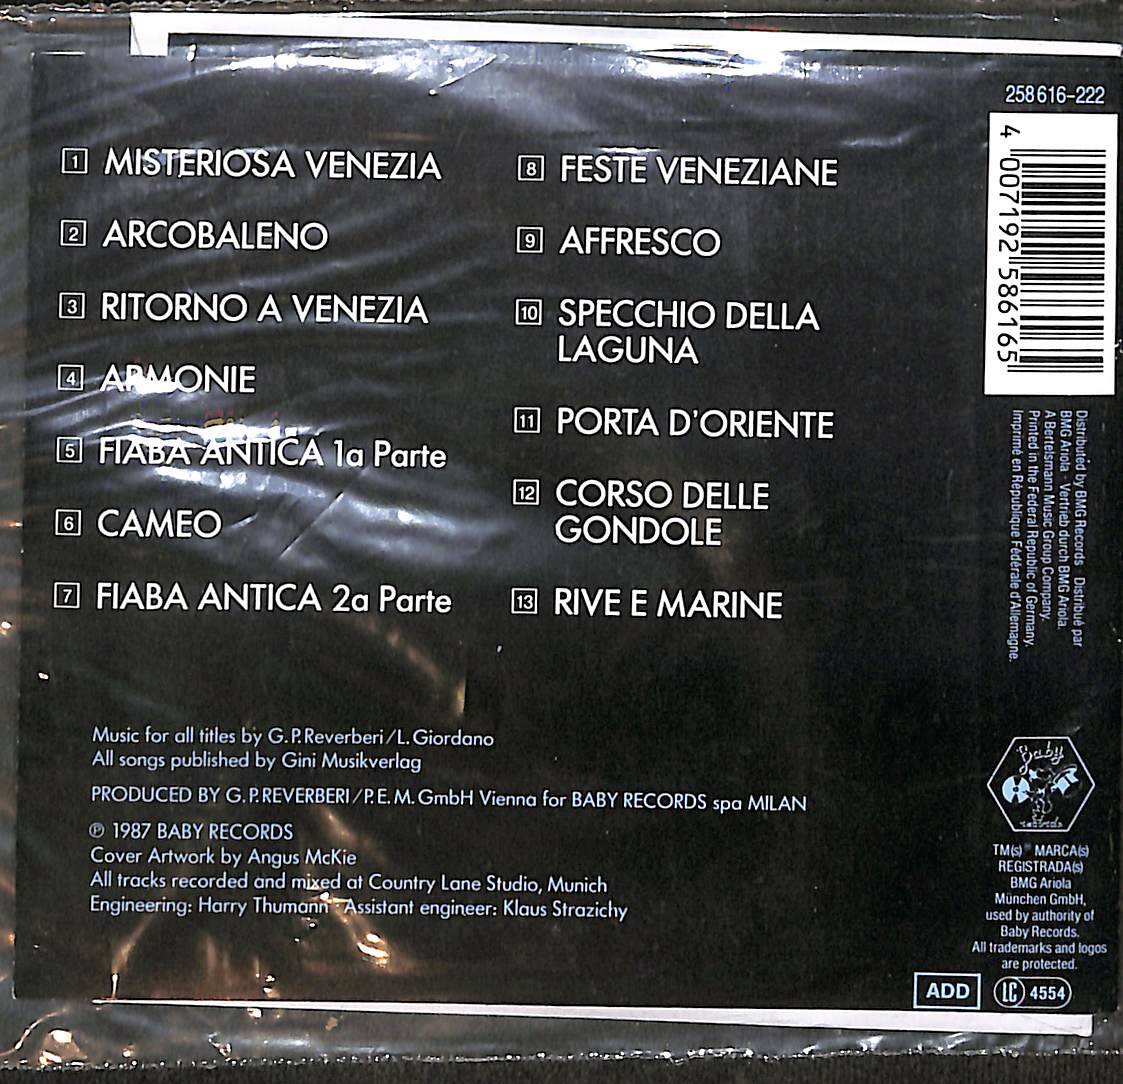 258 616-222
1 MISTERIOSA VENEZIA
2 ARCOBALENO
3 RITORNO A VENEZIA
4 ARMONIE
5 FIABA ANTICA 1a Parte
6 CAMEO
7 FIABA ANTICA 2a Parte
8 FESTE VENEZIANE
9 AFFRESCO
10 SPECCHIO DELLA
LAGUNA
11 PORTA D'ORIENTE
12 CORSO DELLE
GONDOLE
13 RIVE E MARINE
4 007192 586165
Distributed by BMG Records · Distribué par
BMG Ariola · Vertrieb durch BMG Ariola.
A Bertelsmann Music Group Company.
Printed in the Federal Republic of Germany.
Imprimé en République Fédérale d'Allemagne.
Music for all titles by G.P.Reverberi/L.Giordano
All songs published by Gini Musikverlag
PRODUCED BY G.P.REVERBERI/P.E.M.GmbH Vienna for BABY RECORDS spa MILAN
℗ 1987 BABY RECORDS
Cover Artwork by Angus McKie
All tracks recorded and mixed at Country Lane Studio, Munich
Engineering: Harry Thumann · Assistant engineer: Klaus Strazichy
Baby
records
TM(s) ® MARCA(s)
REGISTRADA(s)
BMG Ariola
München GmbH,
used by authority of
Baby Records.
All trademarks and logos
are protected.
ADD
LC 4554